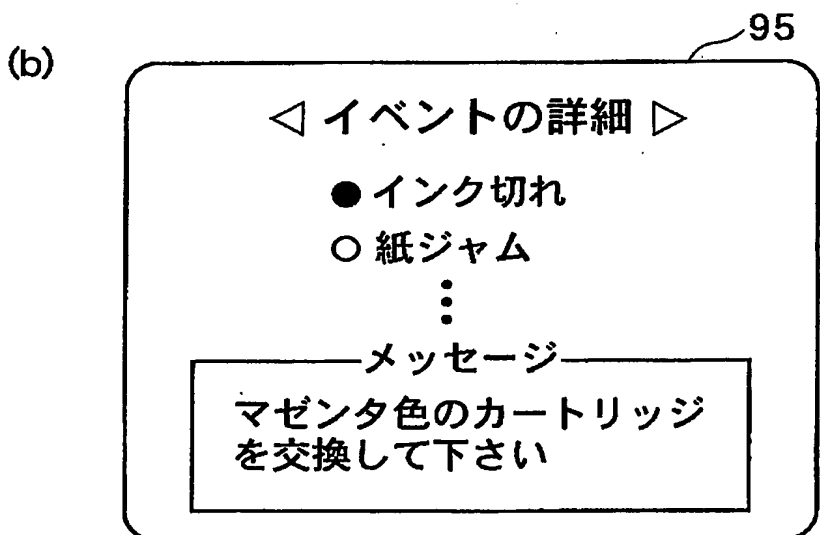 95
(b)
◁ イベントの詳細 ▷
● インク切れ
○ 紙ジャム
メッセージ
マゼンタ色のカートリッジ
を交換して下さい